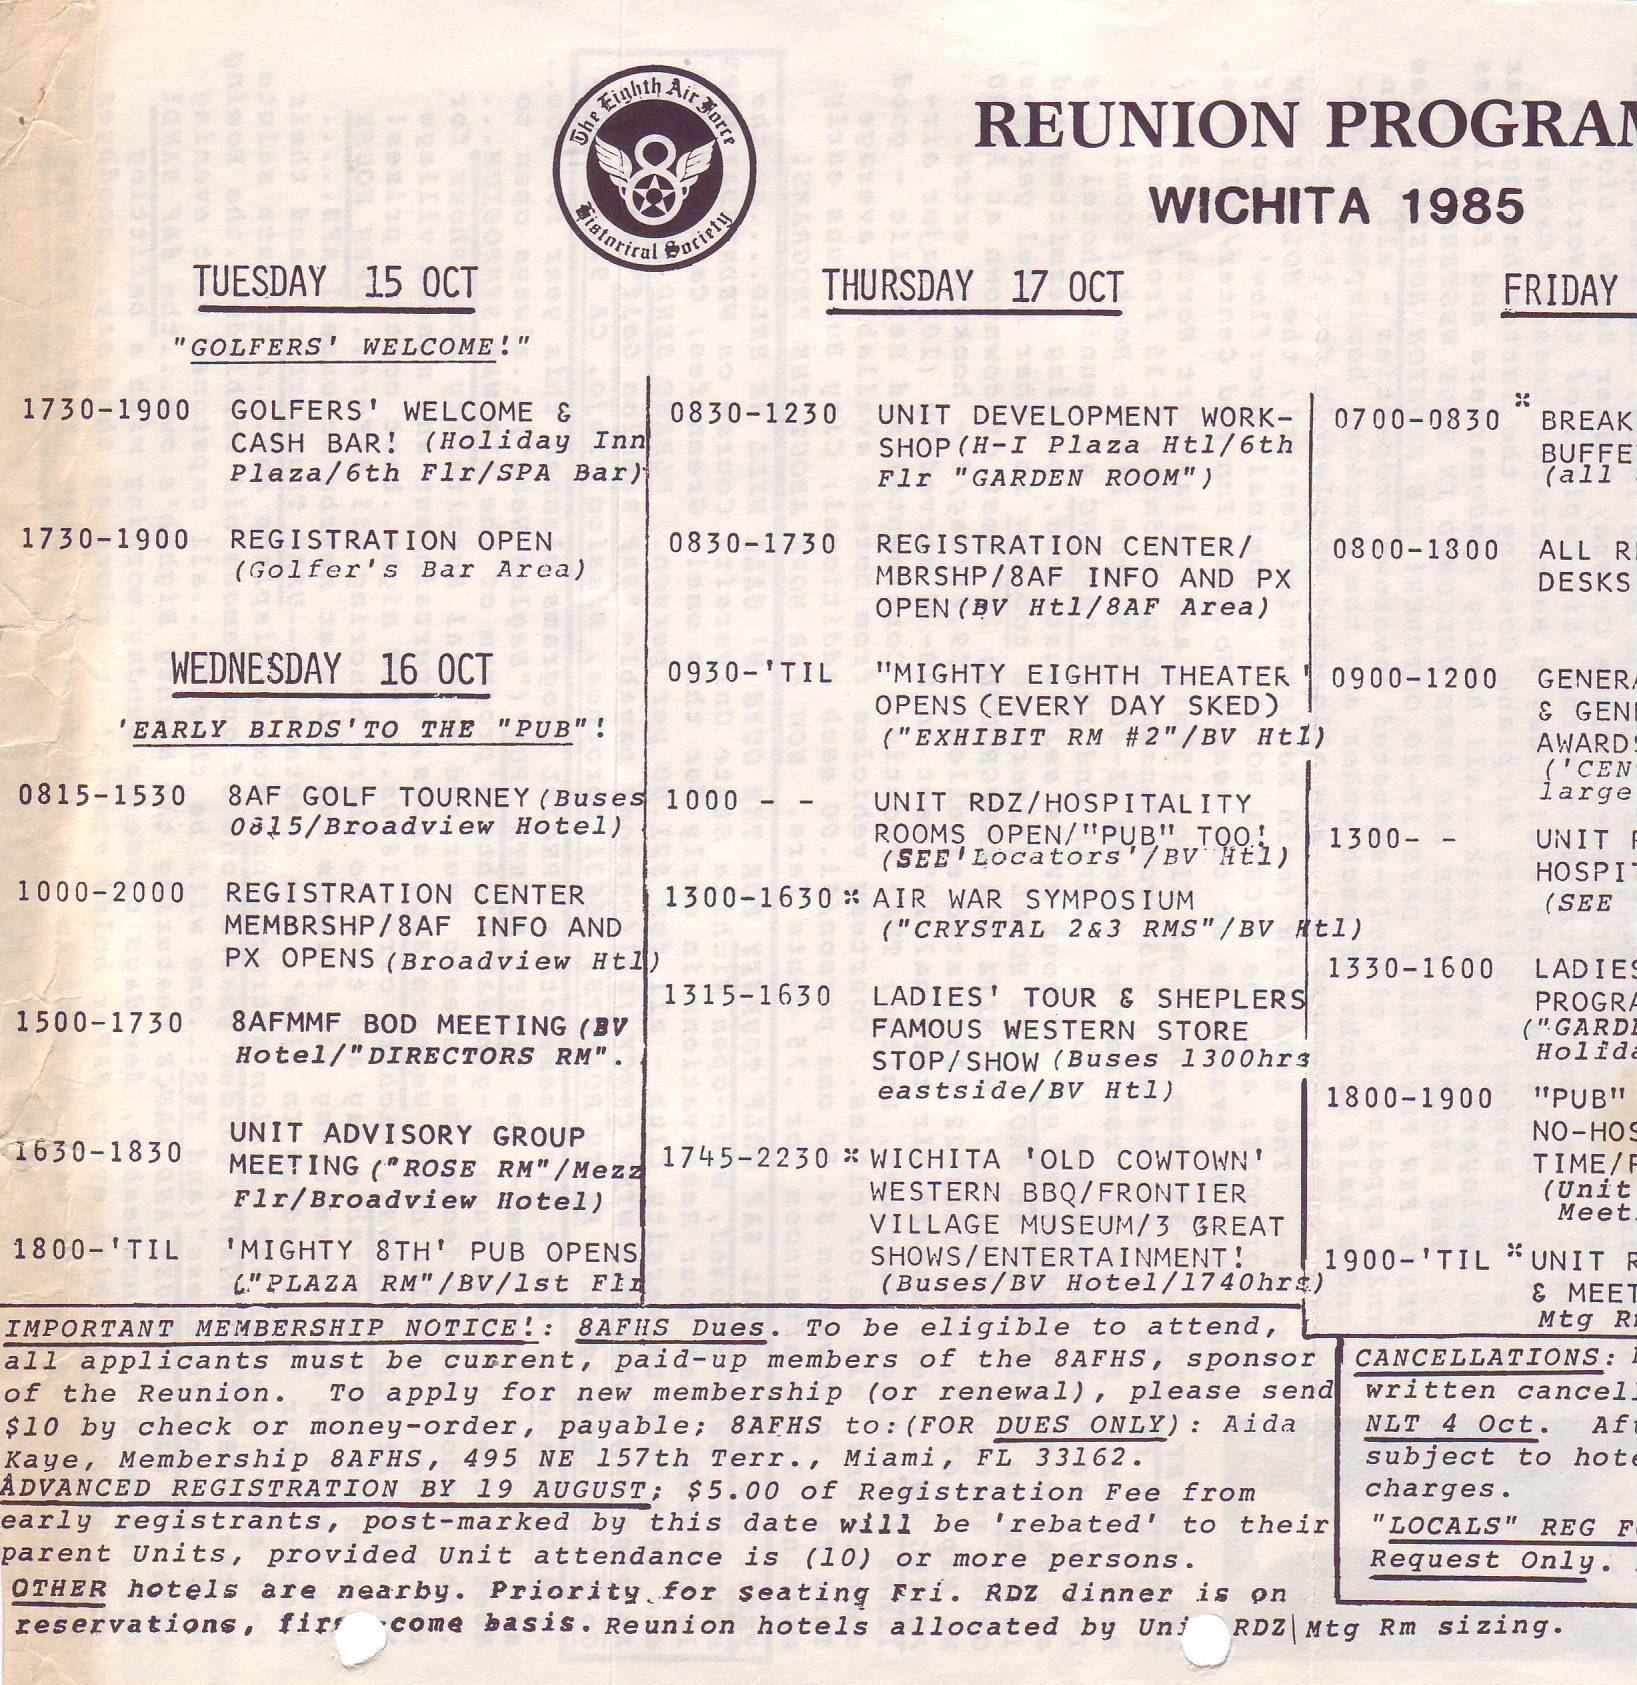 The Eighth Air Force
Historical Society
REUNION PROGRAM
WICHITA 1985
TUESDAY 15 OCT
"GOLFERS' WELCOME!"
1730-1900 GOLFERS' WELCOME &
CASH BAR! (Holiday Inn
Plaza/6th Flr/SPA Bar)
1730-1900 REGISTRATION OPEN
(Golfer's Bar Area)
WEDNESDAY 16 OCT
'EARLY BIRDS'TO THE "PUB"!
0815-1530 8AF GOLF TOURNEY(Buses
0815/Broadview Hotel)
1000-2000 REGISTRATION CENTER
MEMBRSHP/8AF INFO AND
PX OPENS(Broadview Htl)
1500-1730 8AFMMF BOD MEETING(BV
Hotel/"DIRECTORS RM".
1630-1830 UNIT ADVISORY GROUP
MEETING("ROSE RM"/Mezz
Flr/Broadview Hotel)
1800-'TIL 'MIGHTY 8TH' PUB OPENS
("PLAZA RM"/BV/1st Flr
THURSDAY 17 OCT
0830-1230 UNIT DEVELOPMENT WORK-
SHOP(H-I Plaza Htl/6th
Flr "GARDEN ROOM")
0830-1730 REGISTRATION CENTER/
MBRSHP/8AF INFO AND PX
OPEN(BV Htl/8AF Area)
0930-'TIL "MIGHTY EIGHTH THEATER'
OPENS(EVERY DAY SKED)
("EXHIBIT RM #2"/BV Htl)
1000 - - UNIT RDZ/HOSPITALITY
ROOMS OPEN/"PUB" TOO!
(SEE'Locators'/BV Htl)
1300-1630 * AIR WAR SYMPOSIUM
("CRYSTAL 2&3 RMS"/BV Htl)
1315-1630 LADIES' TOUR & SHEPLERS
FAMOUS WESTERN STORE
STOP/SHOW (Buses 1300hrs
eastside/BV Htl)
1745-2230 * WICHITA 'OLD COWTOWN'
WESTERN BBQ/FRONTIER
VILLAGE MUSEUM/3 GREAT
SHOWS/ENTERTAINMENT!
(Buses/BV Hotel/1740hrs)
FRIDAY
0700-0830 * BREAK
BUFFE
(all
0800-1800 ALL R
DESKS
0900-1200 GENER
& GEN
AWARDS
('CEN
large
1300- - UNIT
HOSPIT
(SEE
1330-1600 LADIES
PROGRA
("GARD
Holid
1800-1900 "PUB"
NO-HOS
TIME/
(Unit
Meet
1900-'TIL * UNIT R
& MEET
Mtg R
IMPORTANT MEMBERSHIP NOTICE!: 8AFHS Dues. To be eligible to attend,
all applicants must be current, paid-up members of the 8AFHS, sponsor
of the Reunion. To apply for new membership (or renewal), please send
$10 by check or money-order, payable; 8AFHS to:(FOR DUES ONLY): Aida
Kaye, Membership 8AFHS, 495 NE 157th Terr., Miami, FL 33162.
ADVANCED REGISTRATION BY 19 AUGUST; $5.00 of Registration Fee from
early registrants, post-marked by this date will be 'rebated' to their
parent Units, provided Unit attendance is (10) or more persons.
OTHER hotels are nearby. Priority for seating Fri. RDZ dinner is on
reservations, first-come basis. Reunion hotels allocated by Unit RDZ\Mtg Rm sizing.
CANCELLATIONS:
written cancell
NLT 4 Oct. Aft
subject to hote
charges.
"LOCALS" REG F
Request Only.